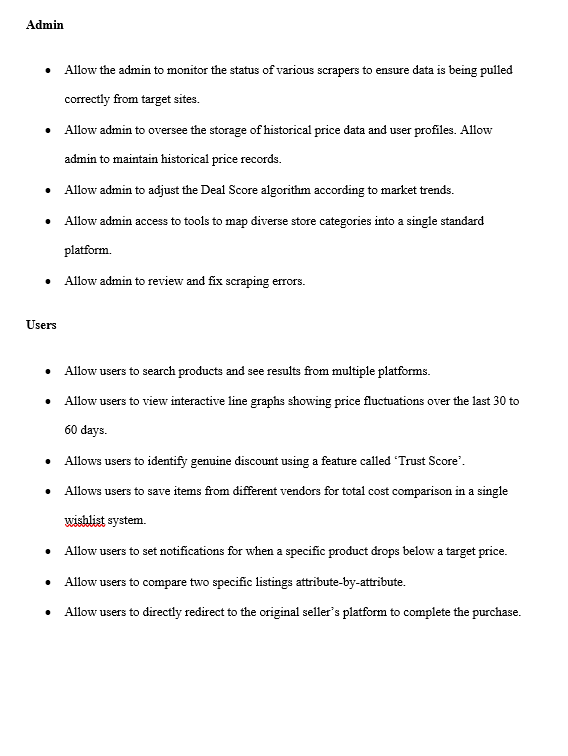 Admin
• Allow the admin to monitor the status of various scrapers to ensure data is being pulled
correctly from target sites.
• Allow admin to oversee the storage of historical price data and user profiles. Allow
admin to maintain historical price records.
• Allow admin to adjust the Deal Score algorithm according to market trends.
• Allow admin access to tools to map diverse store categories into a single standard
platform.
• Allow admin to review and fix scraping errors.
Users
• Allow users to search products and see results from multiple platforms.
• Allow users to view interactive line graphs showing price fluctuations over the last 30 to
60 days.
• Allows users to identify genuine discount using a feature called ‘Trust Score’.
• Allows users to save items from different vendors for total cost comparison in a single
wishlist system.
• Allow users to set notifications for when a specific product drops below a target price.
• Allow users to compare two specific listings attribute-by-attribute.
• Allow users to directly redirect to the original seller’s platform to complete the purchase.